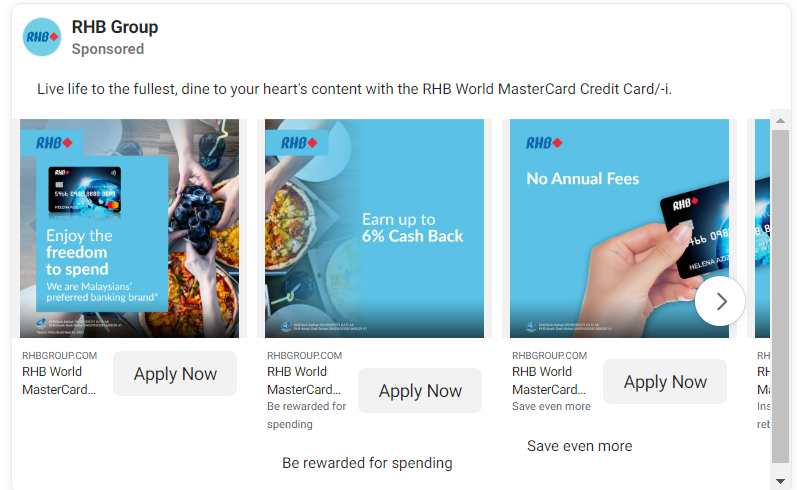 RHB
RHB Group
Sponsored
Live life to the fullest, dine to your heart's content with the RHB World MasterCard Credit Card/-i.
RHB
RHB
Enjoy the
freedom
to spend
We are Malaysians'
preferred banking brand*
RHBGROUP.COM
RHB World
MasterCard...
Apply Now
RHB
Earn up to
6% Cash Back
RHBGROUP.COM
RHB World
MasterCard...
Be rewarded for
spending
Apply Now
Be rewarded for spending
RHB
No Annual Fees
RHB
HELENA AZIZ
RHBGROUP.COM
RHB World
MasterCard...
Save even more
Apply Now
Save even more